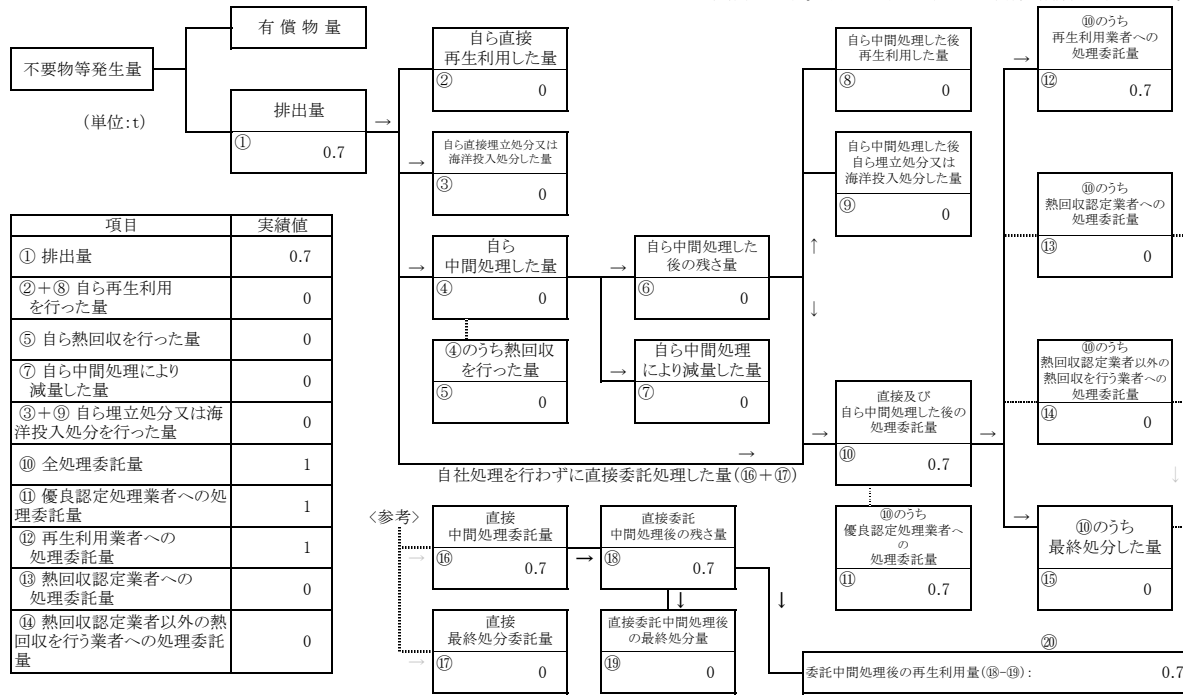 有 償 物 量
不要物等発生量
(単位:t)
排出量
①
0.7
→
自ら直接
再生利用した量
②
0
→
自ら直接埋立処分又は
海洋投入処分した量
③
0
→
自ら
中間処理した量
④
0
④のうち熱回収
を行った量
⑤
0
→
自ら中間処理した
後の残さ量
⑥
0
→
自ら中間処理
により減量した量
⑦
0
自ら中間処理した後
再生利用した量
⑧
0
自ら中間処理した後
自ら埋立処分又は
海洋投入処分した量
⑨
0
↑
↓
→
自社処理を行わずに直接委託処理した量(⑯+⑰)
→
直接及び
自ら中間処理した後の
処理委託量
⑩
0.7
→
⑩のうち
優良認定処理業者へ
の
処理委託量
⑪
0.7
→
⑩のうち
再生利用業者への
処理委託量
⑫
0.7
⑩のうち
熱回収認定業者への
処理委託量
⑬
0
⑩のうち
熱回収認定業者以外の
熱回収を行う業者への
処理委託量
⑭
0
↓
→
⑩のうち
最終処分した量
⑮
0
項目 実績値
① 排出量 0.7
②+⑧ 自ら再生利用
を行った量 0
⑤ 自ら熱回収を行った量 0
⑦ 自ら中間処理により
減量した量 0
③+⑨ 自ら埋立処分又は海
洋投入処分を行った量 0
⑩ 全処理委託量 1
⑪ 優良認定処理業者への処
理委託量 1
⑫ 再生利用業者への
処理委託量 1
⑬ 熱回収認定業者への
処理委託量 0
⑭ 熱回収認定業者以外の熱
回収を行う業者への処理委託
量 0
〈参考〉
→
直接
中間処理委託量
⑯
0.7
→
直接委託
中間処理後の残さ量
⑱
0.7
↓
↓
→
直接
最終処分委託量
⑰
0
直接委託中間処理後
の最終処分量
⑲
0
⑳
委託中間処理後の再生利用量(⑱-⑲): 0.7